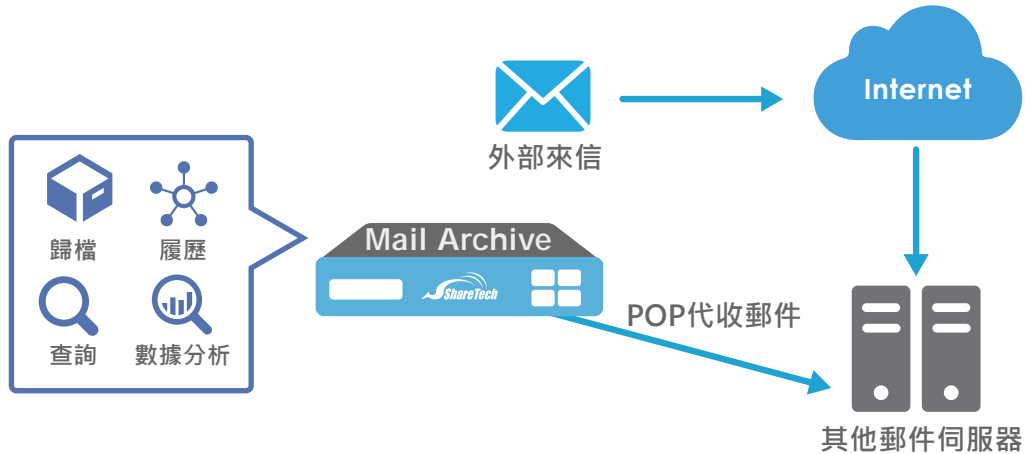 Internet
外部來信
歸檔
履歷
查詢
數據分析
Mail Archive
ShareTech
POP代收郵件
其他郵件伺服器